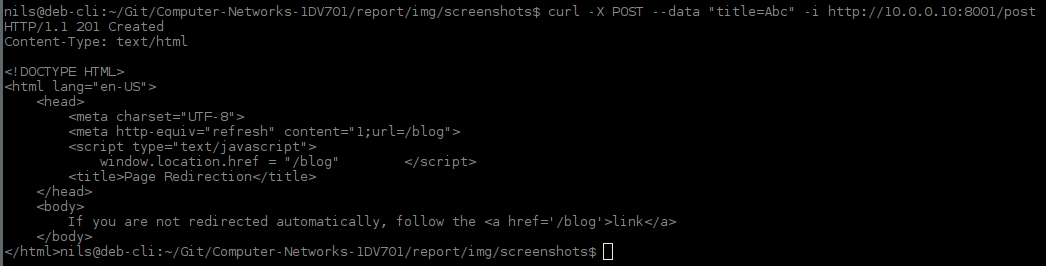 nils@deb-cli:~/Git/Computer-Networks-1DV701/report/img/screenshots$ curl -X POST --data "title=Abc" -i http://10.0.0.10:8001/post
HTTP/1.1 201 Created
Content-Type: text/html

<!DOCTYPE HTML>
<html lang="en-US">
    <head>
        <meta charset="UTF-8">
        <meta http-equiv="refresh" content="1;url=/blog">
        <script type="text/javascript">
            window.location.href = "/blog"        </script>
        <title>Page Redirection</title>
    </head>
    <body>
        If you are not redirected automatically, follow the <a href='/blog'>link</a>
    </body>
</html>nils@deb-cli:~/Git/Computer-Networks-1DV701/report/img/screenshots$